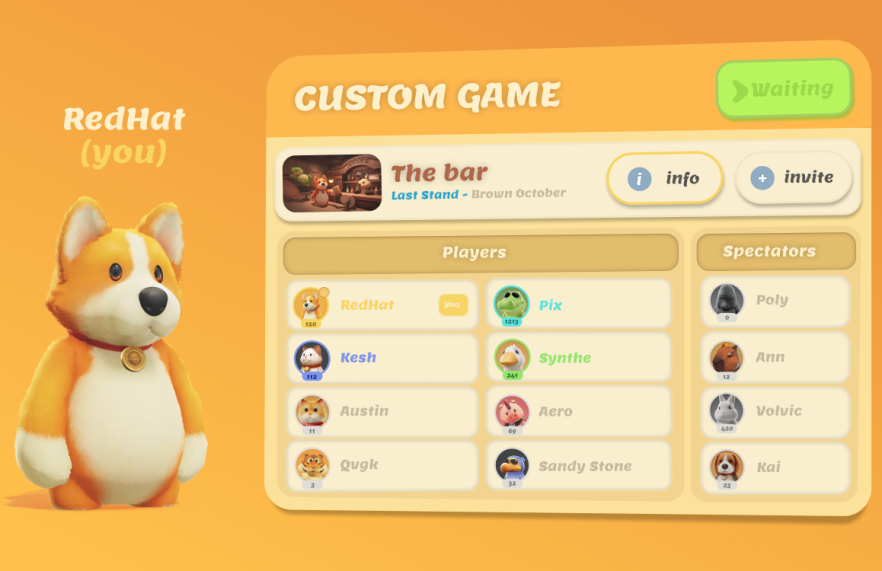 RedHat
(you)
CUSTOM GAME
Waiting
The bar
Last Stand - Brown October
i info
+ invite
Players
Spectators
RedHat
120
you
Pix
1213
Kesh
112
Synthe
241
Austin
11
Aero
69
Qvgk
3
Sandy Stone
32
Poly
0
Ann
12
Volvic
420
Kai
23